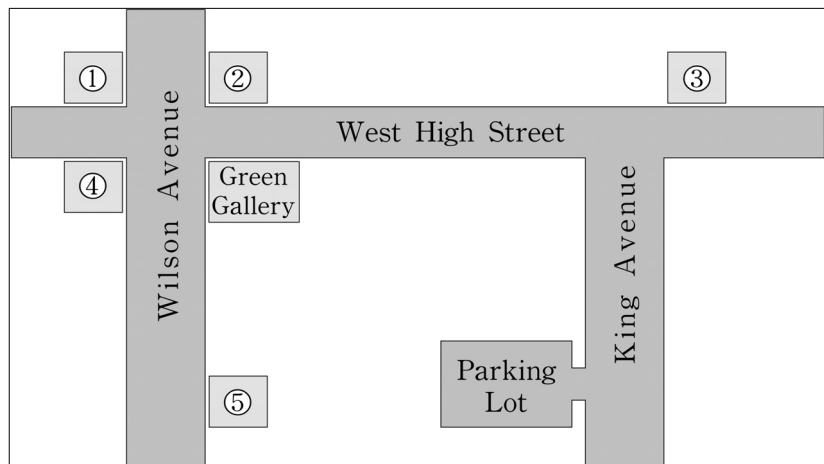 ①
②
③
West High Street
④
Green
Gallery
Wilson Avenue
King Avenue
Parking
Lot
⑤